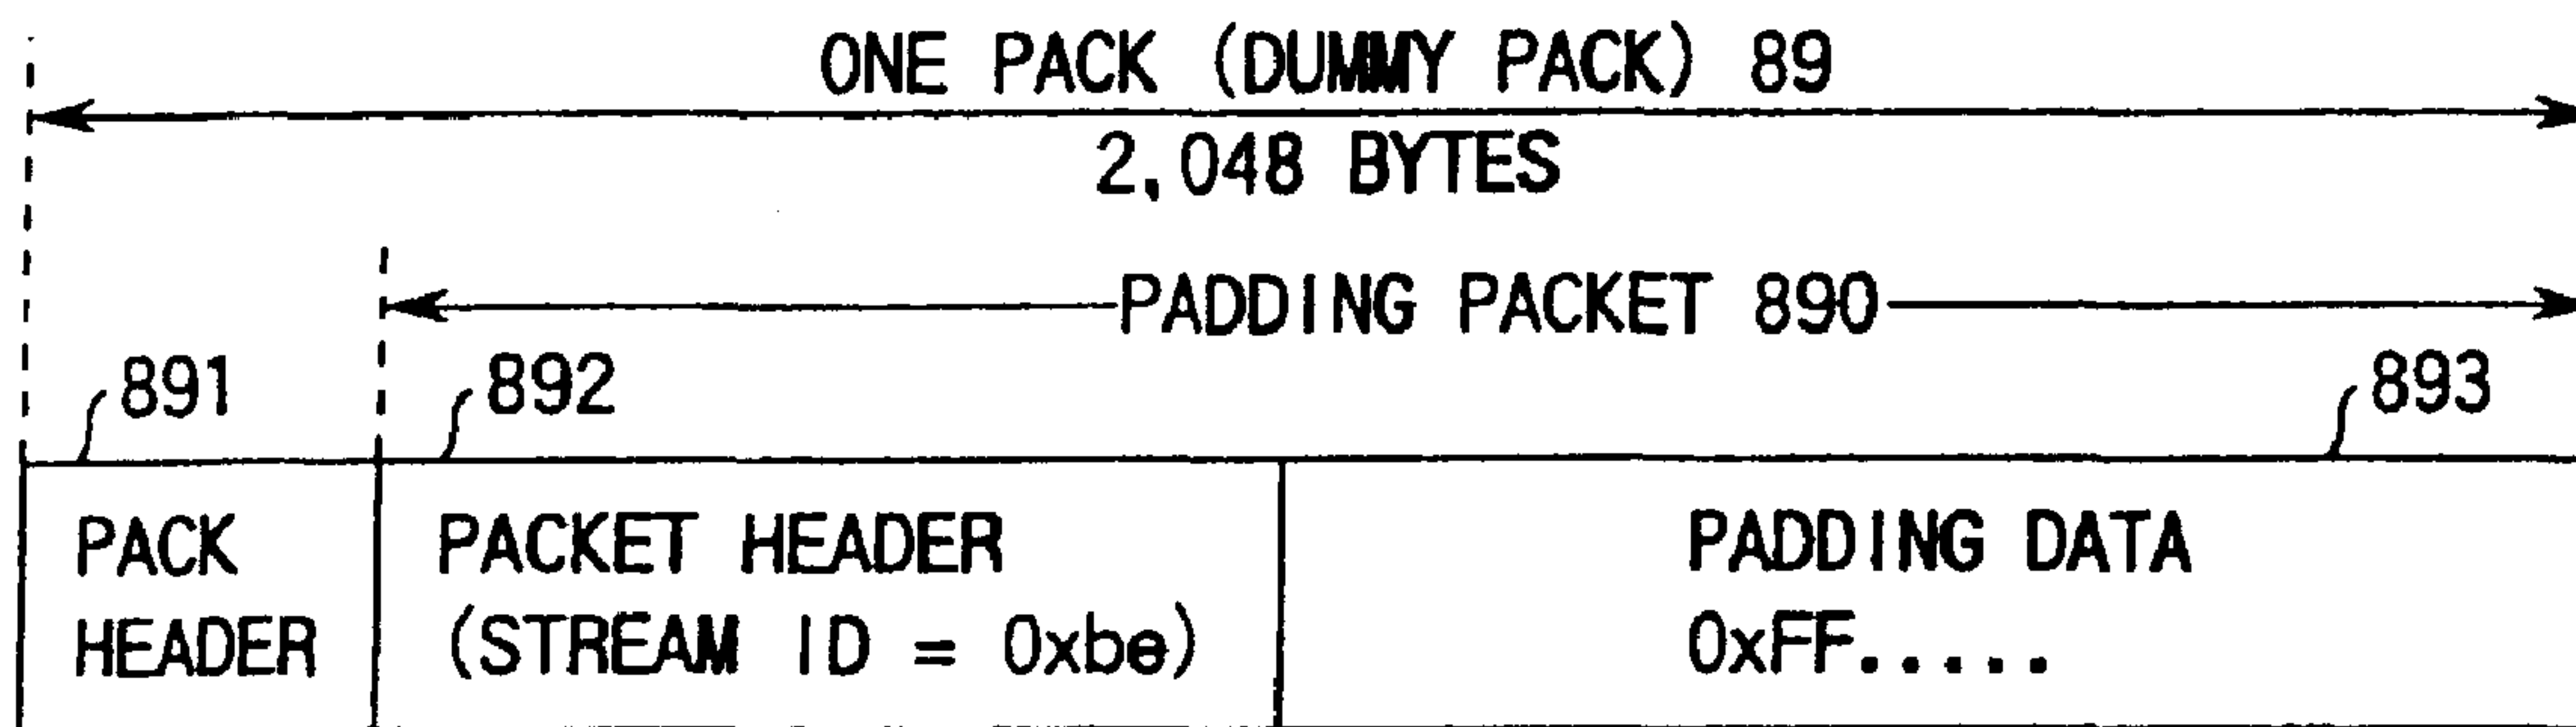 ONE PACK (DUMMY PACK) 89
2,048 BYTES
PADDING PACKET 890
891
892
893
PACK
HEADER
PACKET HEADER
(STREAM ID = 0xbe)
PADDING DATA
0xFF.....